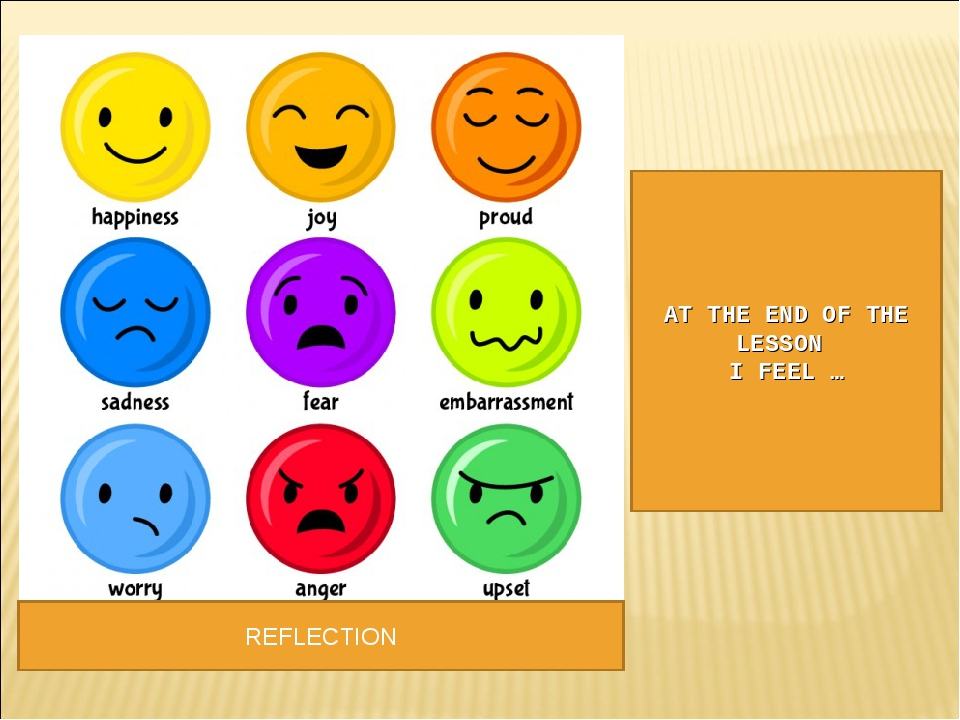 happiness joy proud
sadness fear embarrassment
worry anger upset
REFLECTION
AT THE END OF THE
LESSON
I FEEL …